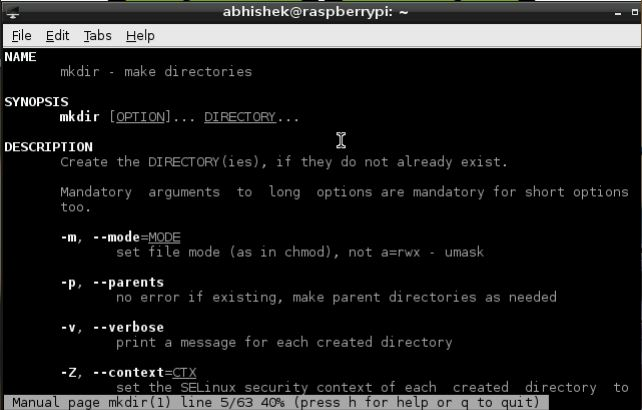 abhishek@raspberrypi: ~
File Edit Tabs Help
NAME
mkdir - make directories
SYNOPSIS
mkdir [OPTION]... DIRECTORY...
DESCRIPTION
Create the DIRECTORY(ies), if they do not already exist.
Mandatory arguments to long options are mandatory for short options
too.
-m, --mode=MODE
set file mode (as in chmod), not a=rwx - umask
-p, --parents
no error if existing, make parent directories as needed
-v, --verbose
print a message for each created directory
-Z, --context=CTX
set the SELinux security context of each created directory to
Manual page mkdir(1) line 5/63 40% (press h for help or q to quit)